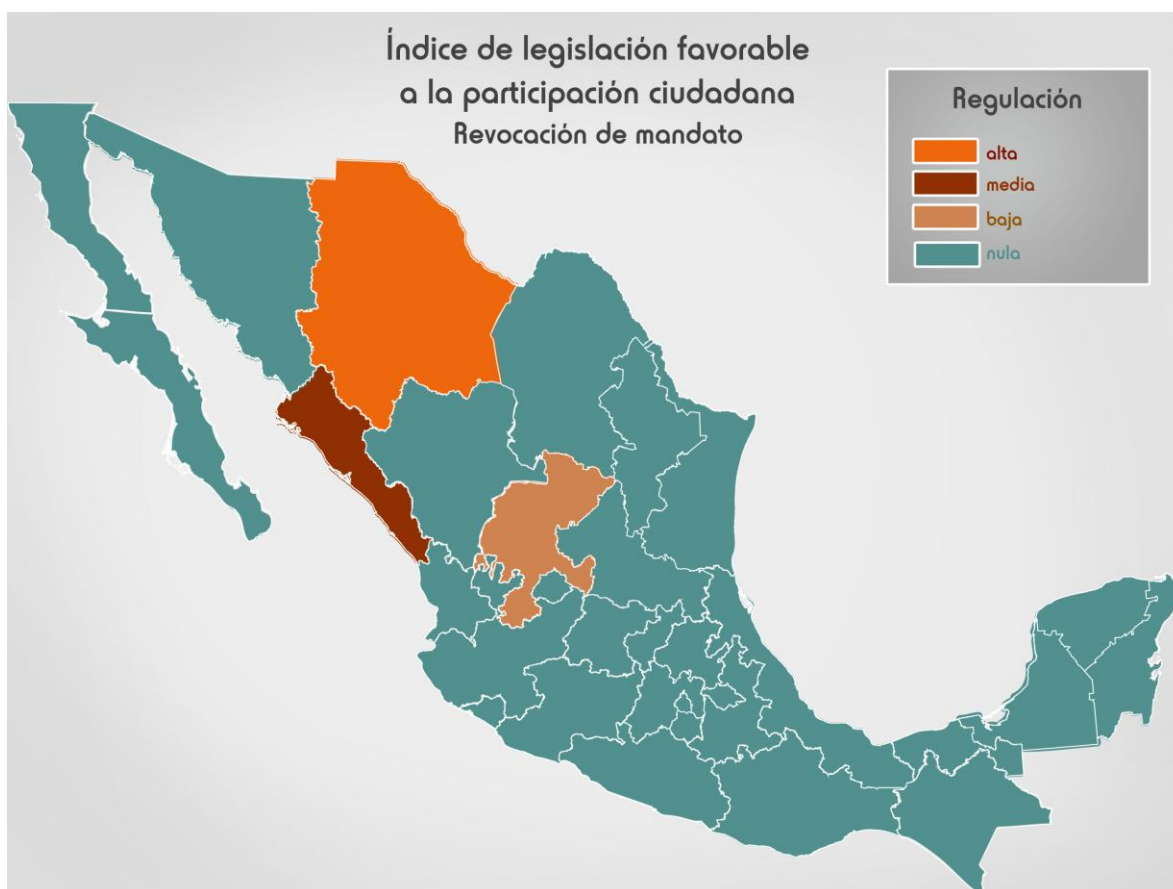 Índice de legislación favorable
a la participación ciudadana
Revocación de mandato
Regulación
alta
media
baja
nula